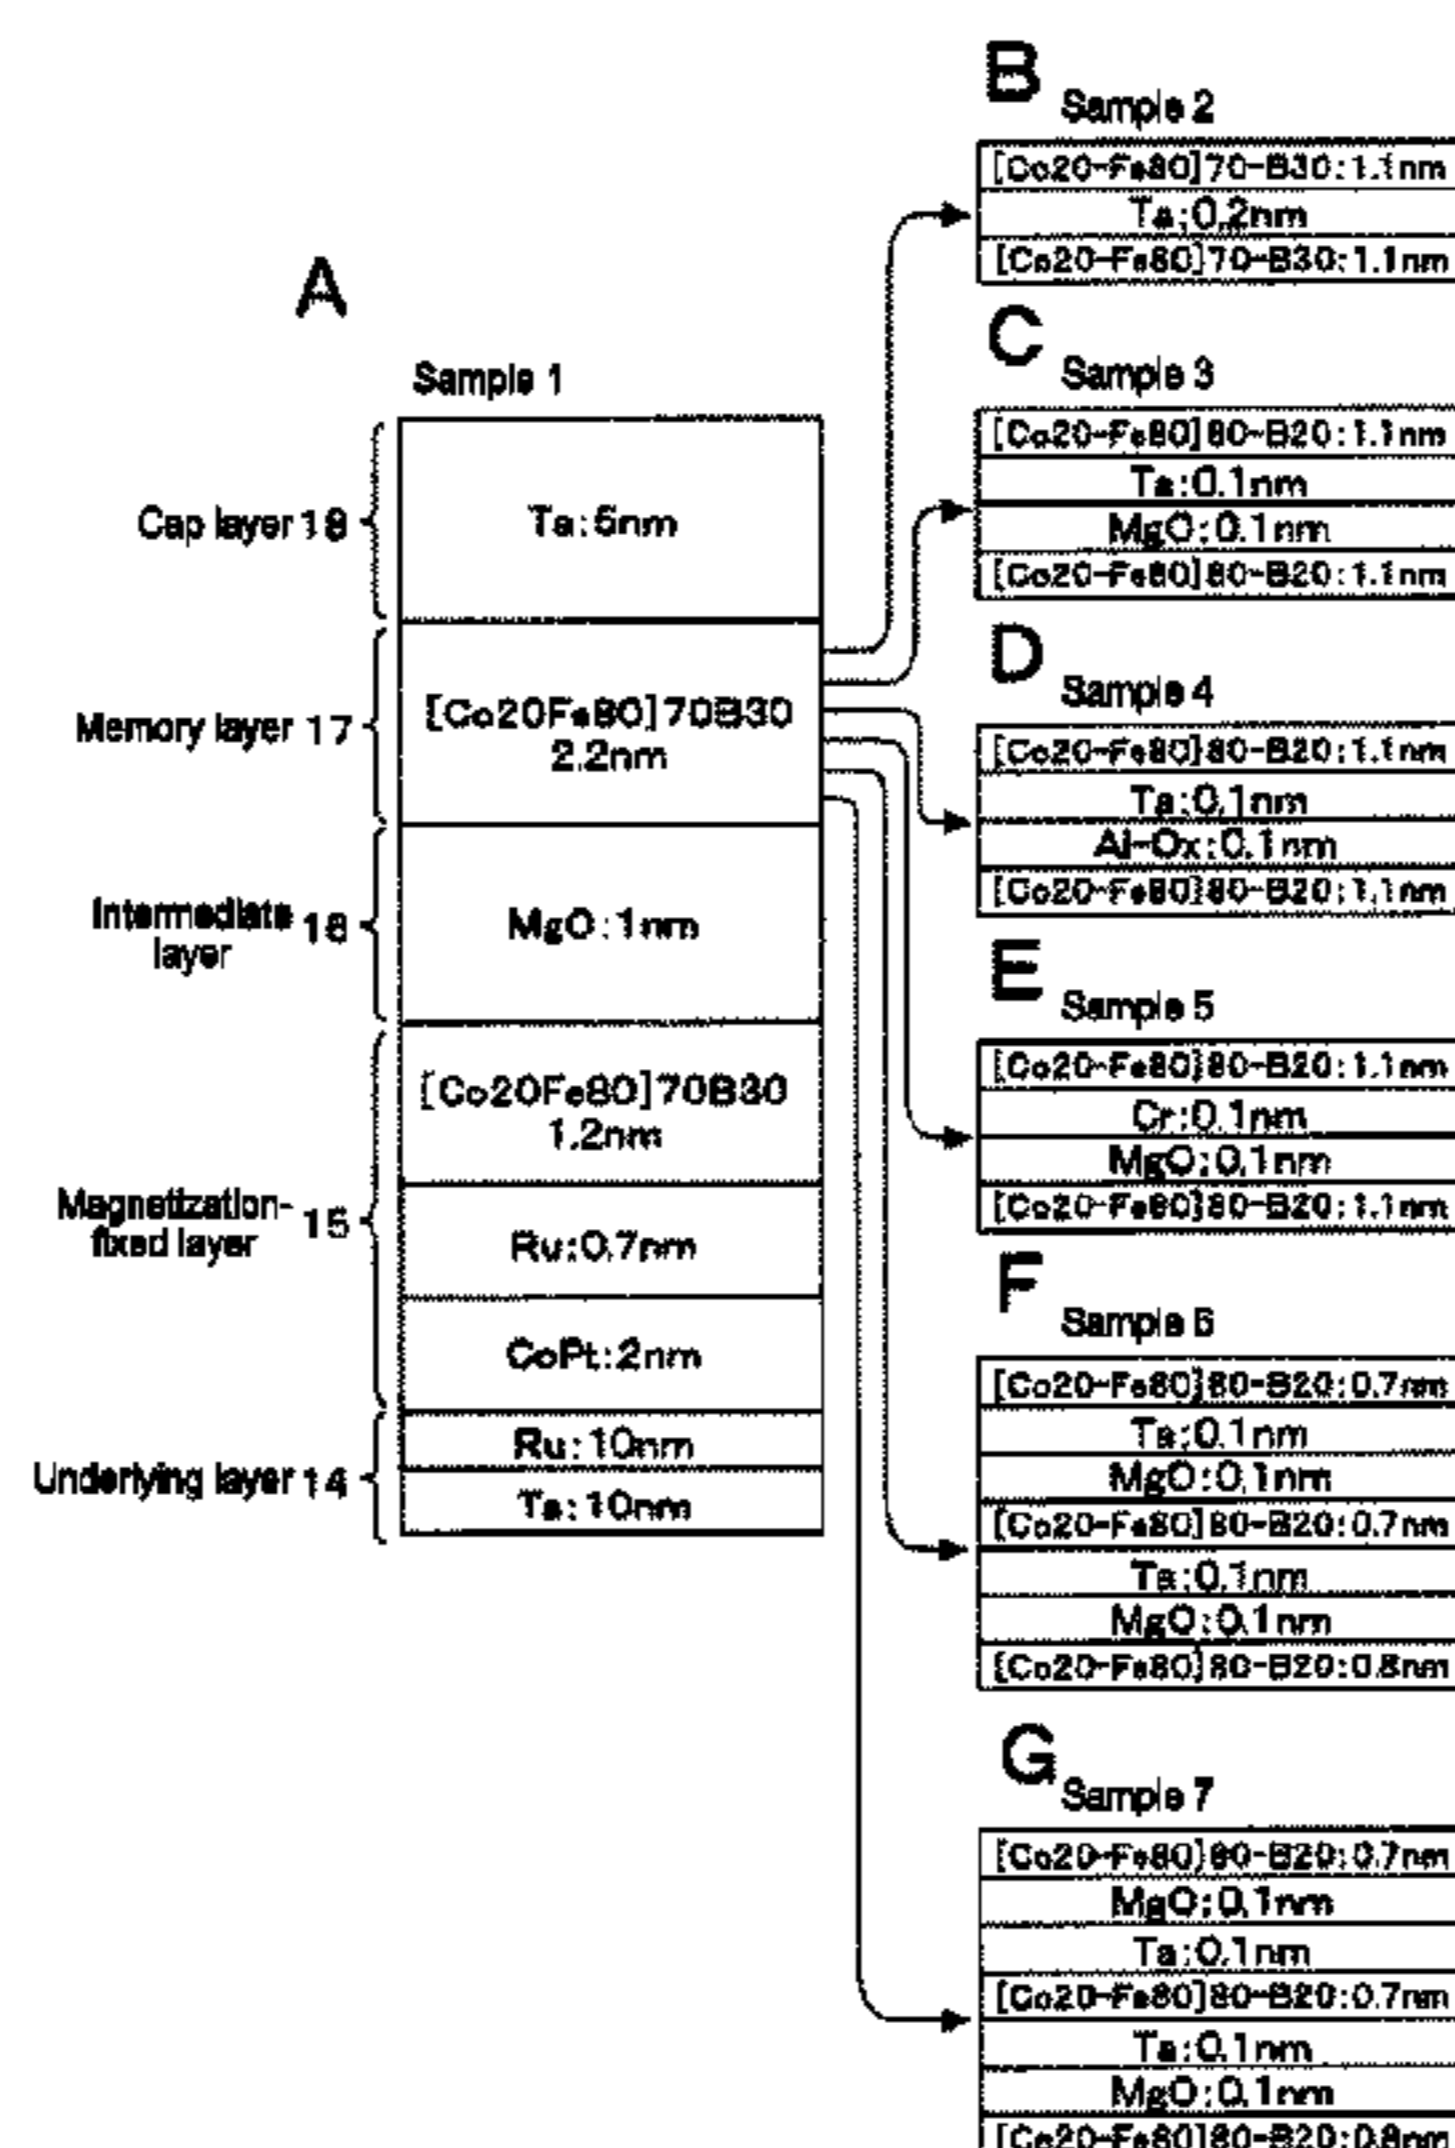 A
Sample 1
Cap layer 18
Ta:5nm
Memory layer 17
[Co20Fe80]70B30
2.2nm
Intermediate
layer
16
MgO:1nm
Magnetization-
fixed layer
15
[Co20Fe80]70B30
1.2nm
Ru:0.7nm
CoPt:2nm
Underlying layer 14
Ru:10nm
Ta:10nm
B
Sample 2
[Co20-Fe80]70-B30:1.1nm
Ta:0.2nm
[Co20-Fe80]70-B30:1.1nm
C
Sample 3
[Co20-Fe80]80-B20:1.1nm
Ta:0.1nm
MgO:0.1nm
[Co20-Fe80]80-B20:1.1nm
D
Sample 4
[Co20-Fe80]80-B20:1.1nm
Ta:0.1nm
Al-Ox:0.1nm
[Co20-Fe80]80-B20:1.1nm
E
Sample 5
[Co20-Fe80]80-B20:1.1nm
Cr:0.1nm
MgO:0.1nm
[Co20-Fe80]80-B20:1.1nm
F
Sample 6
[Co20-Fe80]80-B20:0.7nm
Ta:0.1nm
MgO:0.1nm
[Co20-Fe80]80-B20:0.7nm
Ta:0.1nm
MgO:0.1nm
[Co20-Fe80]80-B20:0.8nm
G
Sample 7
[Co20-Fe80]80-B20:0.7nm
MgO:0.1nm
Ta:0.1nm
[Co20-Fe80]80-B20:0.7nm
Ta:0.1nm
MgO:0.1nm
[Co20-Fe80]80-B20:0.8nm